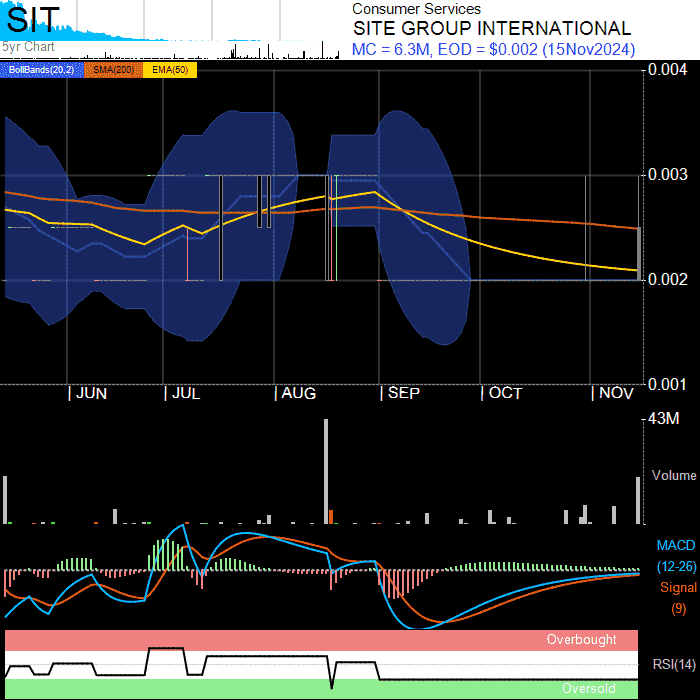 SIT
Consumer Services
SITE GROUP INTERNATIONAL
5yr Chart
MC = 6.3M, EOD = $0.002 (15Nov2024)
BollBands(20,2) SMA(200) EMA(50)
0.004
0.003
0.002
0.001
| JUN | JUL | AUG | SEP | OCT | NOV
43M
Volume
MACD
(12-26)
Signal
(9)
Overbought
RSI(14)
Oversold